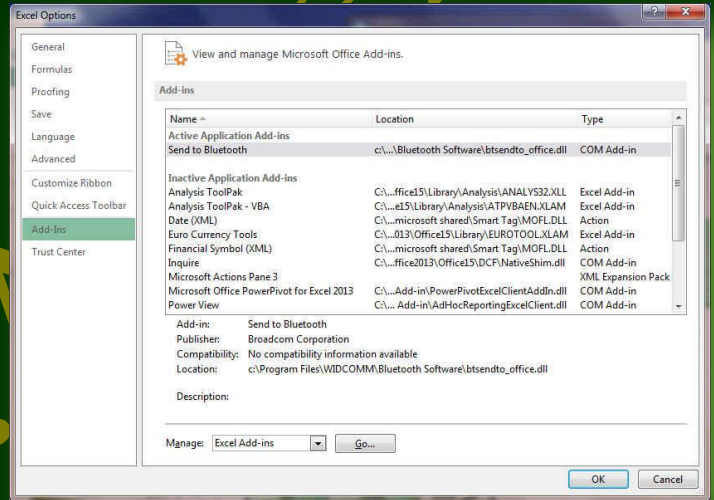 Excel Options
General
Formulas
Proofing
Save
Language
Advanced
Customize Ribbon
Quick Access Toolbar
Add-Ins
Trust Center
View and manage Microsoft Office Add-ins.
Add-ins
Name Location Type
Active Application Add-ins
Send to Bluetooth c:\...\Bluetooth Software\btsendto_office.dll COM Add-in
Inactive Application Add-ins
Analysis ToolPak C:\...ffice15\Library\Analysis\ANALYS32.XLL Excel Add-in
Analysis ToolPak - VBA C:\...e15\Library\Analysis\ATPVBAEN.XLAM Excel Add-in
Date (XML) C:\...microsoft shared\Smart Tag\MOFL.DLL Action
Euro Currency Tools C:\...013\Office15\Library\EUROTOOL.XLAM Excel Add-in
Financial Symbol (XML) C:\...microsoft shared\Smart Tag\MOFL.DLL Action
Inquire C:\...ffice2013\Office15\DCF\NativeShim.dll COM Add-in
Microsoft Actions Pane 3 XML Expansion Pack
Microsoft Office PowerPivot for Excel 2013 C:\...Add-in\PowerPivotExcelClientAddIn.dll COM Add-in
Power View C:\... Add-in\AdHocReportingExcelClient.dll COM Add-in
Add-in: Send to Bluetooth
Publisher: Broadcom Corporation
Compatibility: No compatibility information available
Location: c:\Program Files\WIDCOMM\Bluetooth Software\btsendto_office.dll
Description:
Manage: Excel Add-ins Go...
OK Cancel